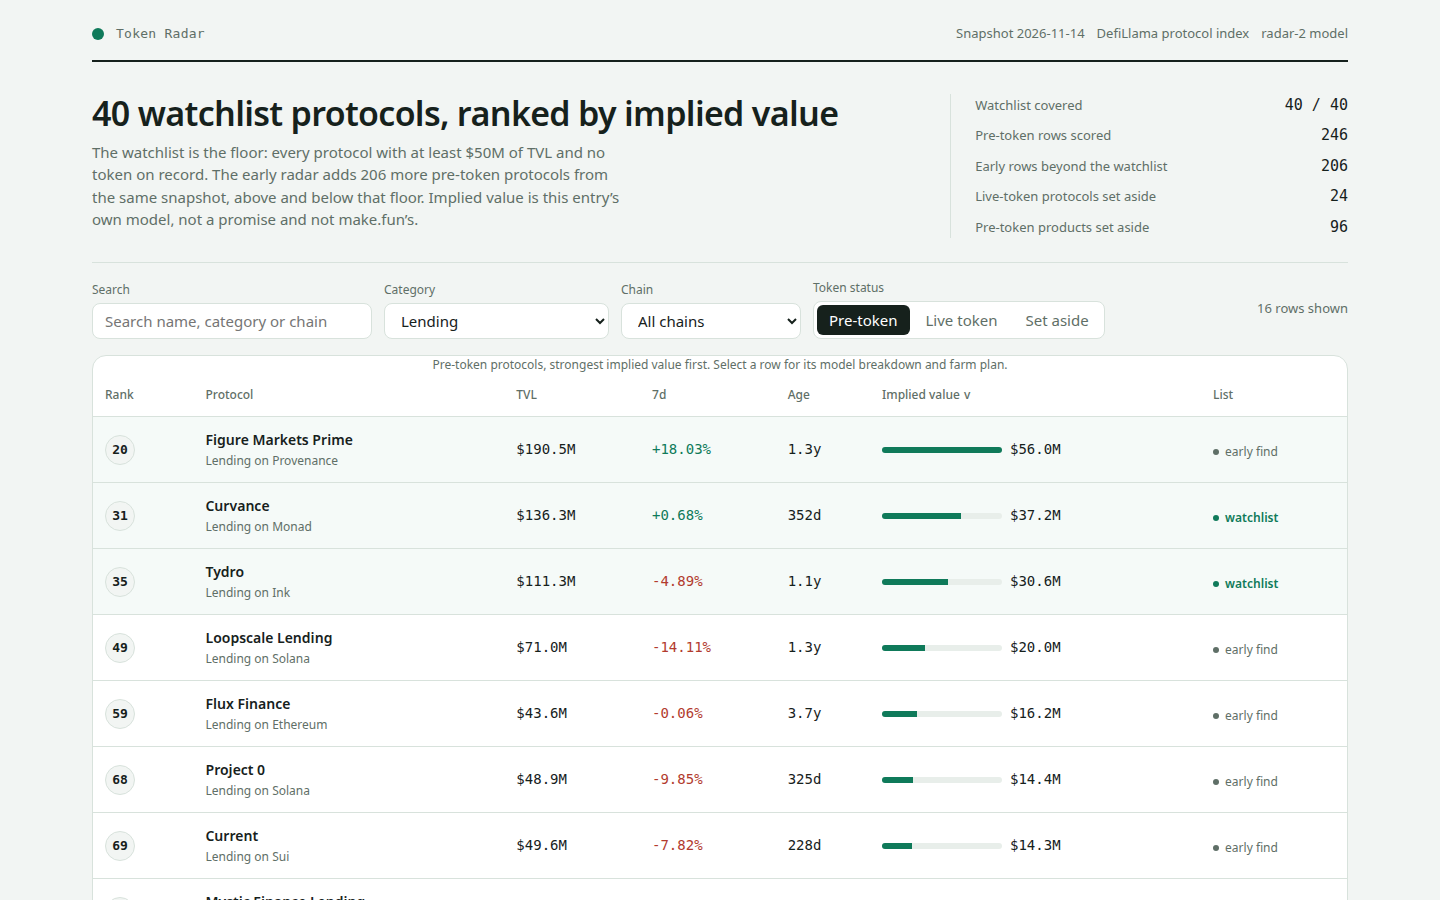 Token Radar
Snapshot 2026-11-14 DefiLlama protocol index radar-2 model
40 watchlist protocols, ranked by implied value
The watchlist is the floor: every protocol with at least $50M of TVL and no
token on record. The early radar adds 206 more pre-token protocols from
the same snapshot, above and below that floor. Implied value is this entry's
own model, not a promise and not make.fun's.
Watchlist covered 40 / 40
Pre-token rows scored 246
Early rows beyond the watchlist 206
Live-token protocols set aside 24
Pre-token products set aside 96
Search Category Chain Token status
Search name, category or chain Lending All chains Pre-token Live token Set aside 16 rows shown
Pre-token protocols, strongest implied value first. Select a row for its model breakdown and farm plan.
Rank Protocol TVL 7d Age Implied value v List
20 Figure Markets Prime $190.5M +18.03% 1.3y $56.0M early find
Lending on Provenance
31 Curvance $136.3M +0.68% 352d $37.2M watchlist
Lending on Monad
35 Tydro $111.3M -4.89% 1.1y $30.6M watchlist
Lending on Ink
49 Loopscale Lending $71.0M -14.11% 1.3y $20.0M early find
Lending on Solana
59 Flux Finance $43.6M -0.06% 3.7y $16.2M early find
Lending on Ethereum
68 Project 0 $48.9M -9.85% 325d $14.4M early find
Lending on Solana
69 Current $49.6M -7.82% 228d $14.3M early find
Lending on Sui